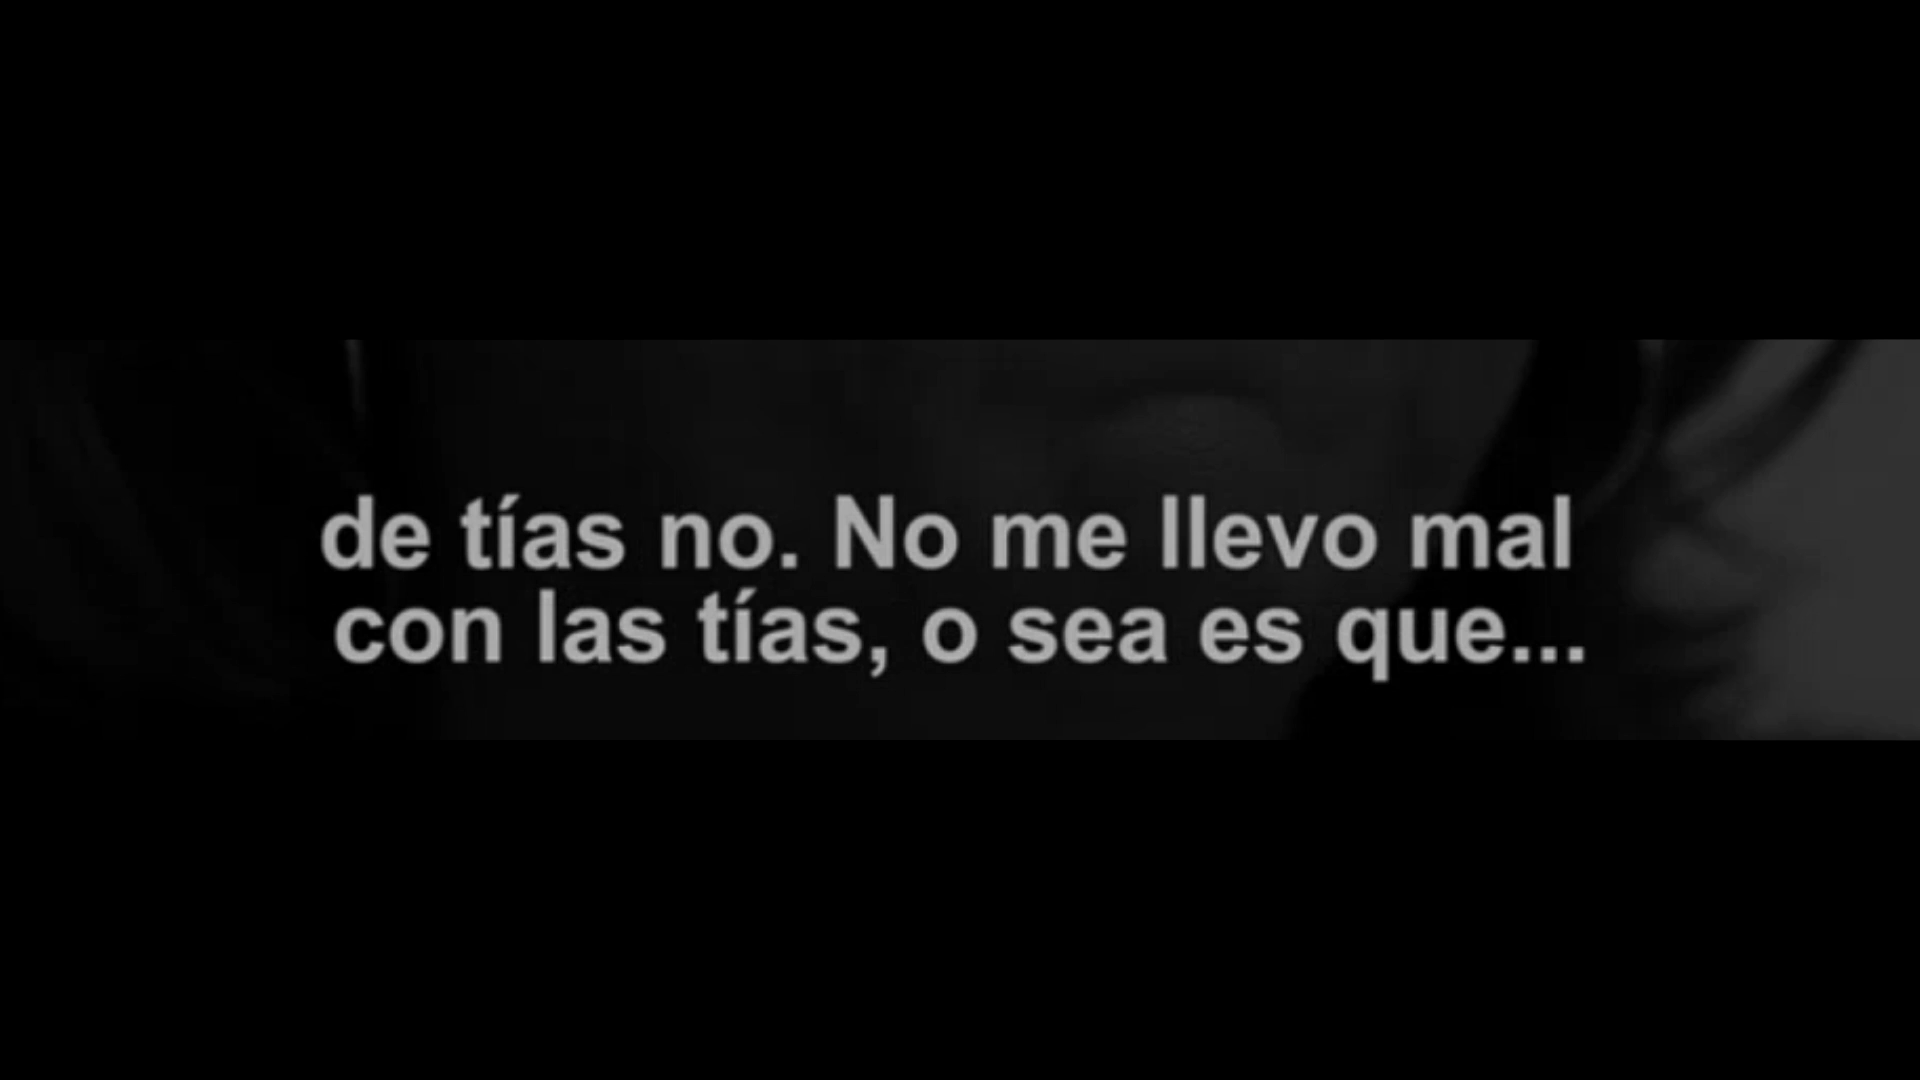 de tías no. No me llevo mal
con las tías, o sea es que...